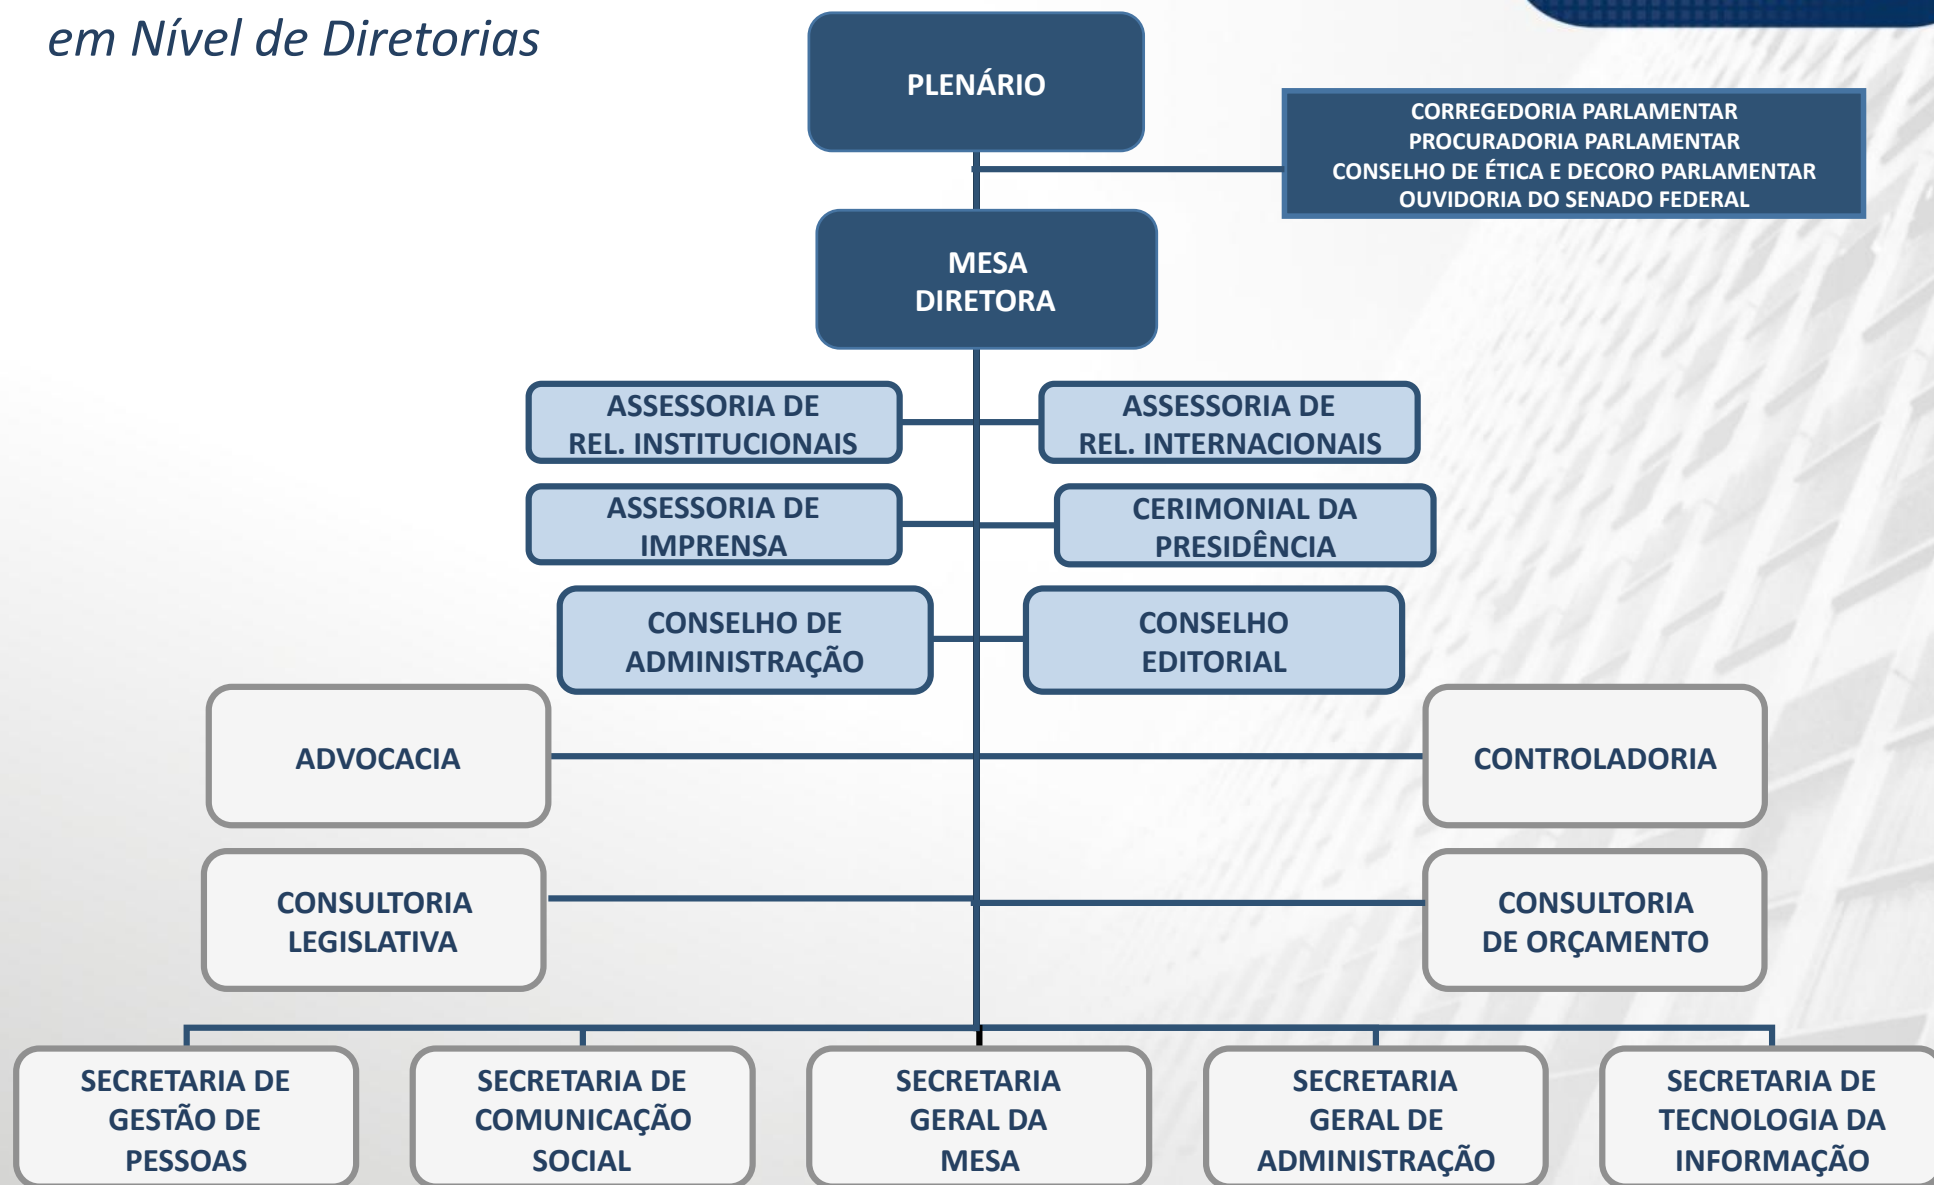 em Nível de Diretorias
PLENÁRIO
CORREGEDORIA PARLAMENTAR
PROCURADORIA PARLAMENTAR
CONSELHO DE ÉTICA E DECORO PARLAMENTAR
OUVIDORIA DO SENADO FEDERAL
MESA
DIRETORA
ASSESSORIA DE
REL. INSTITUCIONAIS
ASSESSORIA DE
REL. INTERNACIONAIS
ASSESSORIA DE
IMPRENSA
CERIMONIAL DA
PRESIDÊNCIA
CONSELHO DE
ADMINISTRAÇÃO
CONSELHO
EDITORIAL
ADVOCACIA
CONTROLADORIA
CONSULTORIA
LEGISLATIVA
CONSULTORIA
DE ORÇAMENTO
SECRETARIA DE
GESTÃO DE
PESSOAS
SECRETARIA DE
COMUNICAÇÃO
SOCIAL
SECRETARIA
GERAL DA
MESA
SECRETARIA
GERAL DE
ADMINISTRAÇÃO
SECRETARIA DE
TECNOLOGIA DA
INFORMAÇÃO